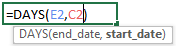 =DAYS(E2,C2)
DAYS(end_date, start_date)